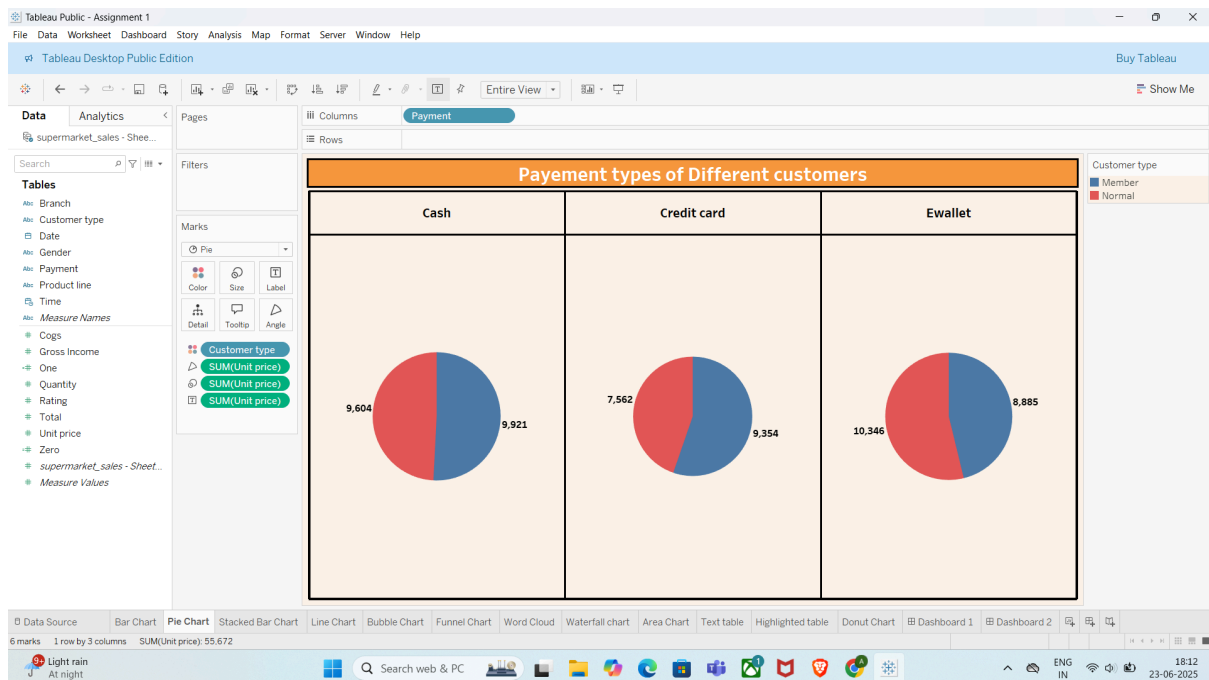 Tableau Public - Assignment 1
File Data Worksheet Dashboard Story Analysis Map Format Server Window Help
Tableau Desktop Public Edition
Buy Tableau
Entire View
Show Me
Data Analytics
supermarket_sales - Shee...
Search
Tables
Abc Branch
Abc Customer type
Date
Abc Gender
Abc Payment
Abc Product line
Time
Abc Measure Names
# Cogs
# Gross Income
=# One
# Quantity
# Rating
# Total
# Unit price
=# Zero
# supermarket_sales - Sheet...
# Measure Values
Pages
Filters
Marks
Pie
Color Size Label
Detail Tooltip Angle
Customer type
SUM(Unit price)
SUM(Unit price)
SUM(Unit price)
Columns
Payment
Rows
Payement types of Different customers
Cash Credit card Ewallet
9,604
9,921
7,562
9,354
10,346
8,885
Customer type
Member
Normal
Data Source Bar Chart Pie Chart Stacked Bar Chart Line Chart Bubble Chart Funnel Chart Word Cloud Waterfall chart Area Chart Text table Highlighted table Donut Chart Dashboard 1 Dashboard 2
6 marks 1 row by 3 columns SUM(Unit price): 55,672
9+
Light rain
At night
Search web & PC
1
A
ENG
IN
18:12
23-06-2025